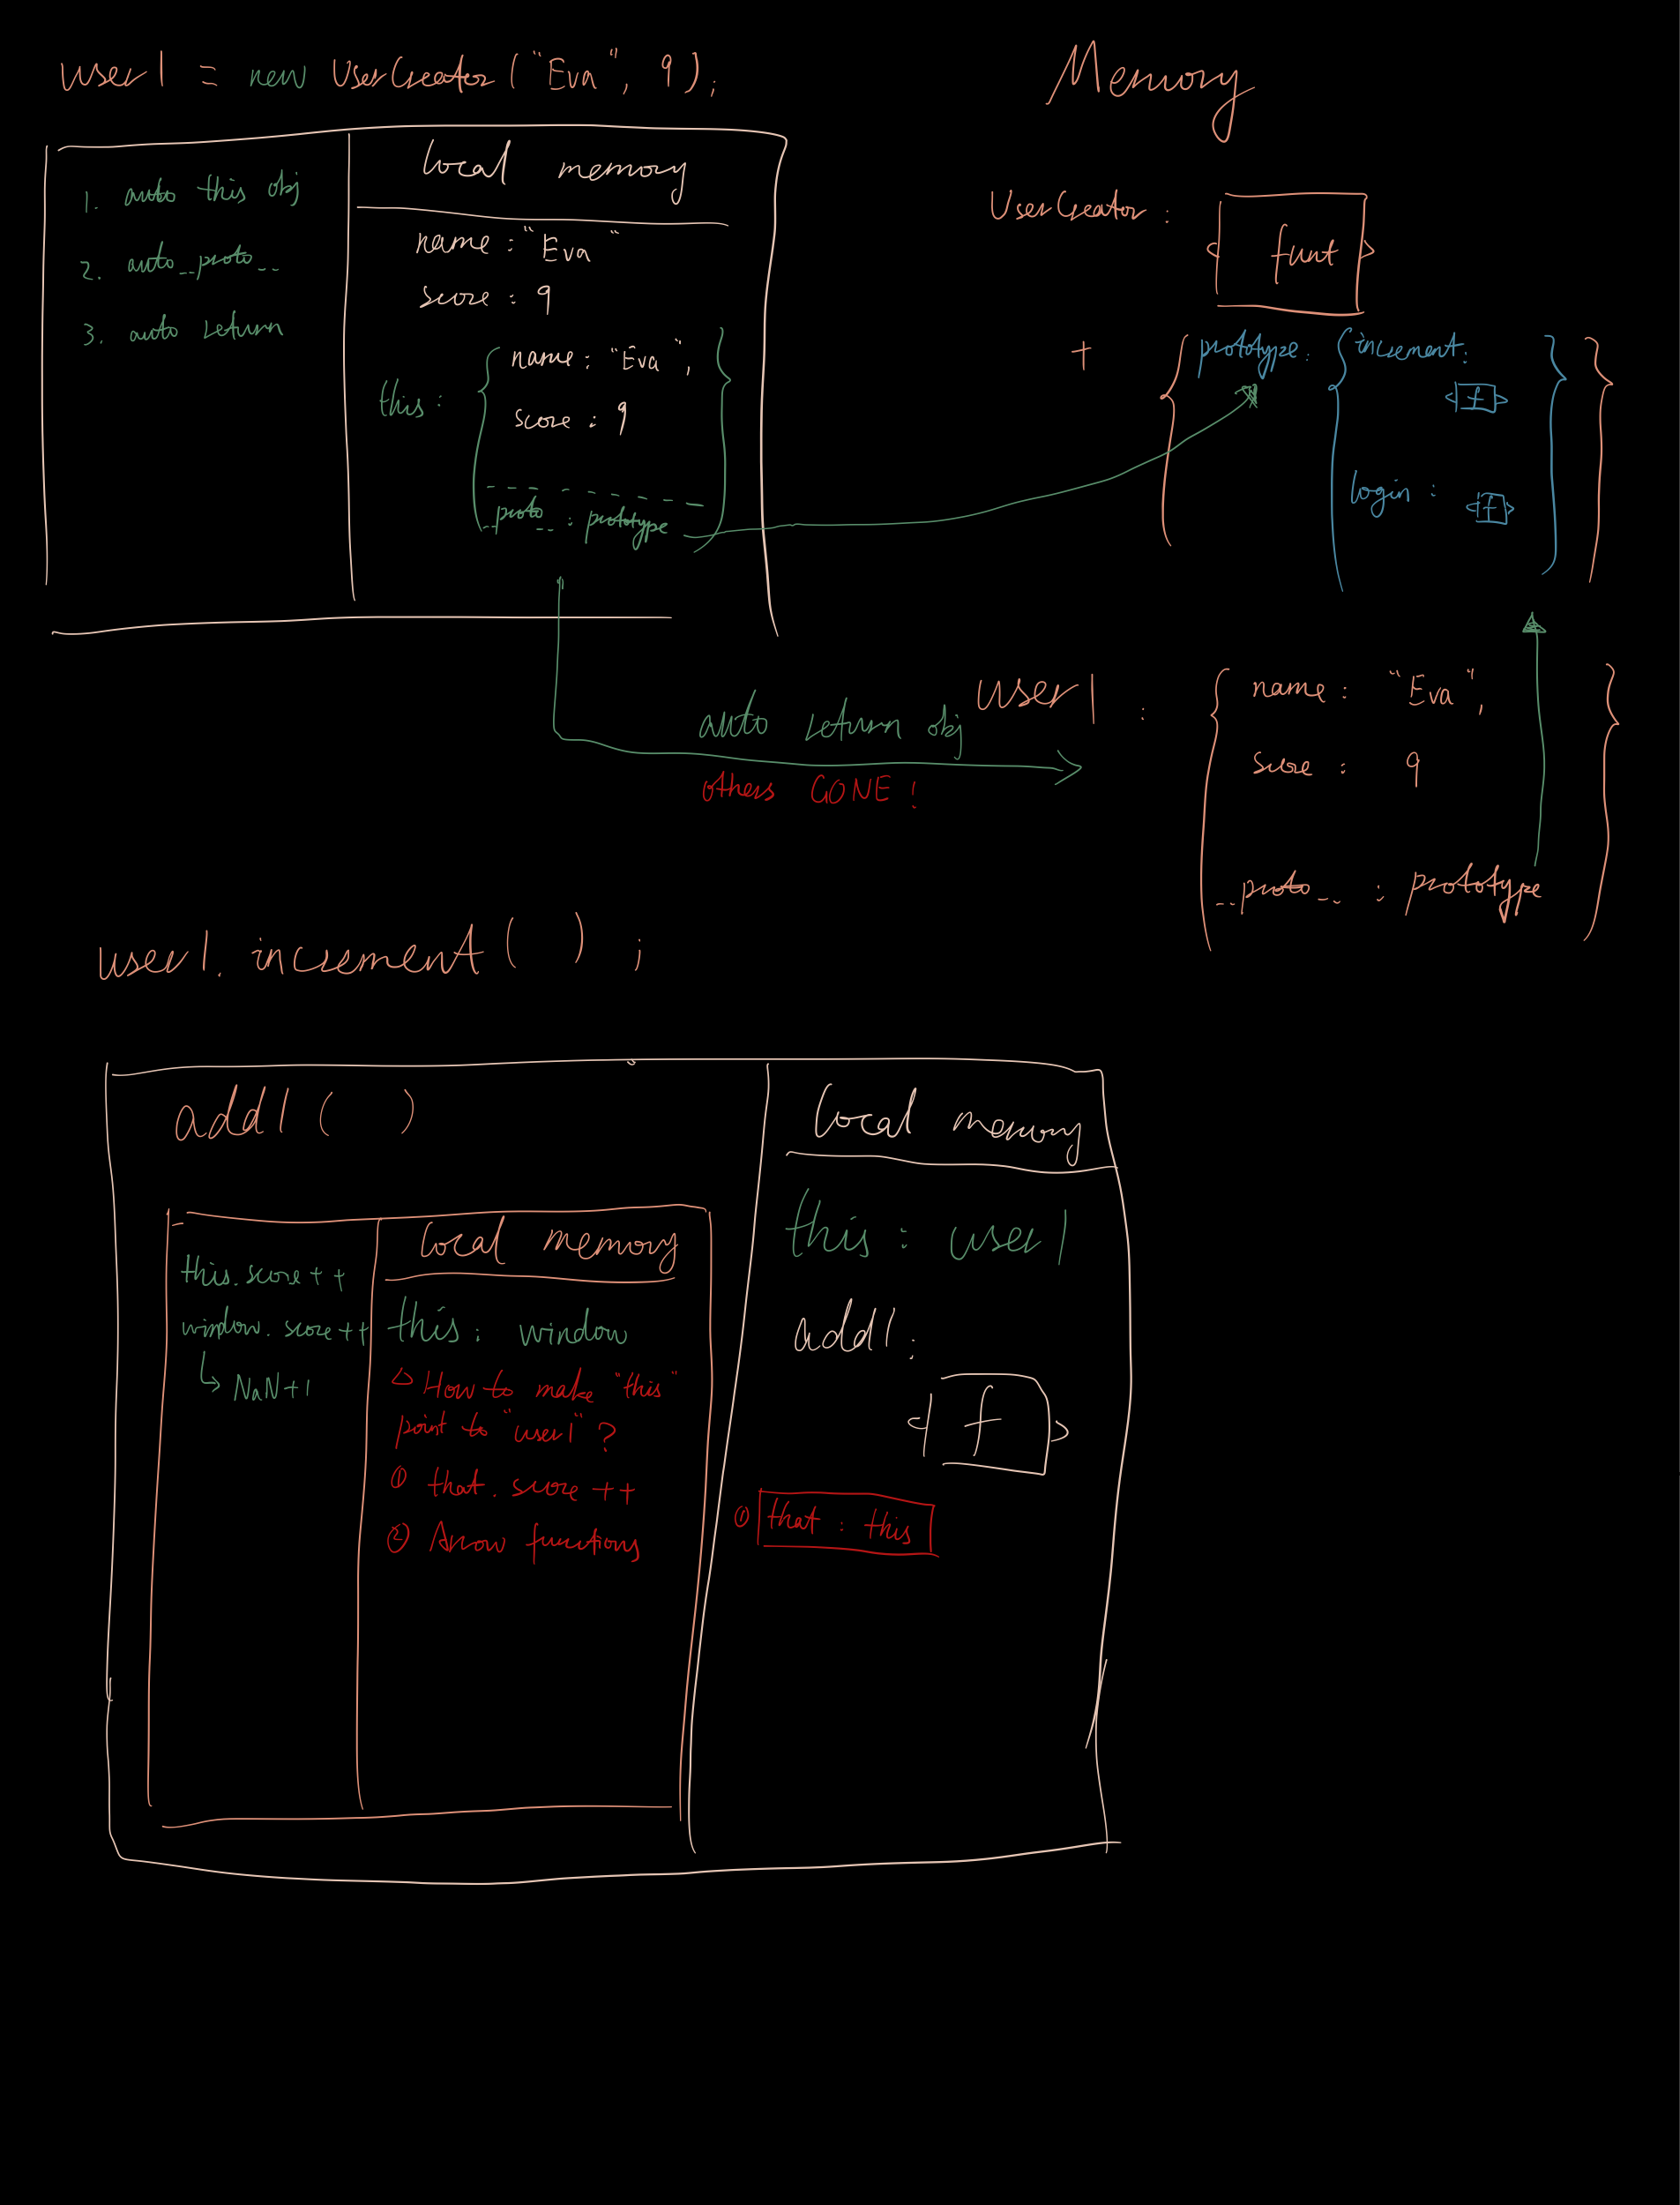 user1 = new UserCreator("Eva", 9);
1. auto this obj
2. auto __proto__
3. auto return
local memory
name : "Eva"
score : 9
this :
name : "Eva",
score : 9
__proto__ : prototype
Memory
UserCreator :
funt
+
prototype :
increment :
f
login :
f
auto return obj
others GONE !
user1 :
name : "Eva",
score : 9
__proto__ : prototype
user1. increment ( ) ;
add1 ( )
this.score++
window. score++
NaN+1
local memory
this : window
How to make "this"
point to "user1" ?
① that. score ++
② Arrow functions
local memory
this : user1
add1 :
f
① that : this